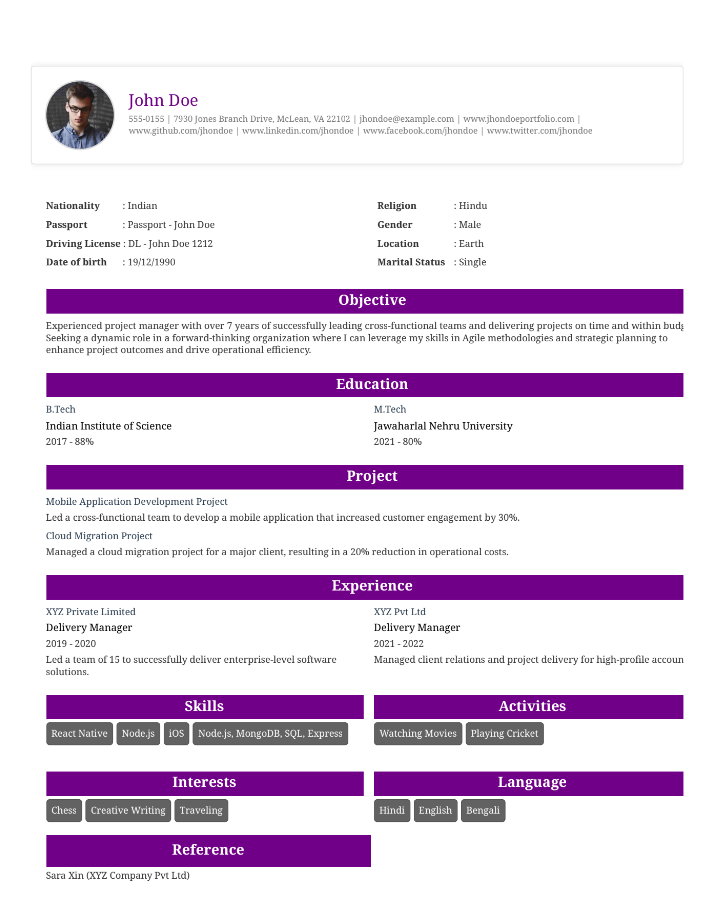 John Doe
555-0155 | 7930 Jones Branch Drive, McLean, VA 22102 | jhondoe@example.com | www.jhondoeportfolio.com |
www.github.com/jhondoe | www.linkedin.com/jhondoe | www.facebook.com/jhondoe | www.twitter.com/jhondoe
Nationality : Indian
Passport : Passport - John Doe
Driving License : DL - John Doe 1212
Date of birth : 19/12/1990
Religion : Hindu
Gender : Male
Location : Earth
Marital Status : Single
Objective
Experienced project manager with over 7 years of successfully leading cross-functional teams and delivering projects on time and within
Seeking a dynamic role in a forward-thinking organization where I can leverage my skills in Agile methodologies and strategic planning to
enhance project outcomes and drive operational efficiency.
Education
B.Tech
Indian Institute of Science
2017 - 88%
M.Tech
Jawaharlal Nehru University
2021 - 80%
Project
Mobile Application Development Project
Led a cross-functional team to develop a mobile application that increased customer engagement by 30%.
Cloud Migration Project
Managed a cloud migration project for a major client, resulting in a 20% reduction in operational costs.
Experience
XYZ Private Limited
Delivery Manager
2019 - 2020
Led a team of 15 to successfully deliver enterprise-level software
solutions.
XYZ Pvt Ltd
Delivery Manager
2021 - 2022
Managed client relations and project delivery for high-profile accoun
Skills
React Native Node.js iOS Node.js, MongoDB, SQL, Express
Activities
Watching Movies Playing Cricket
Interests
Chess Creative Writing Traveling
Language
Hindi English Bengali
Reference
Sara Xin (XYZ Company Pvt Ltd)